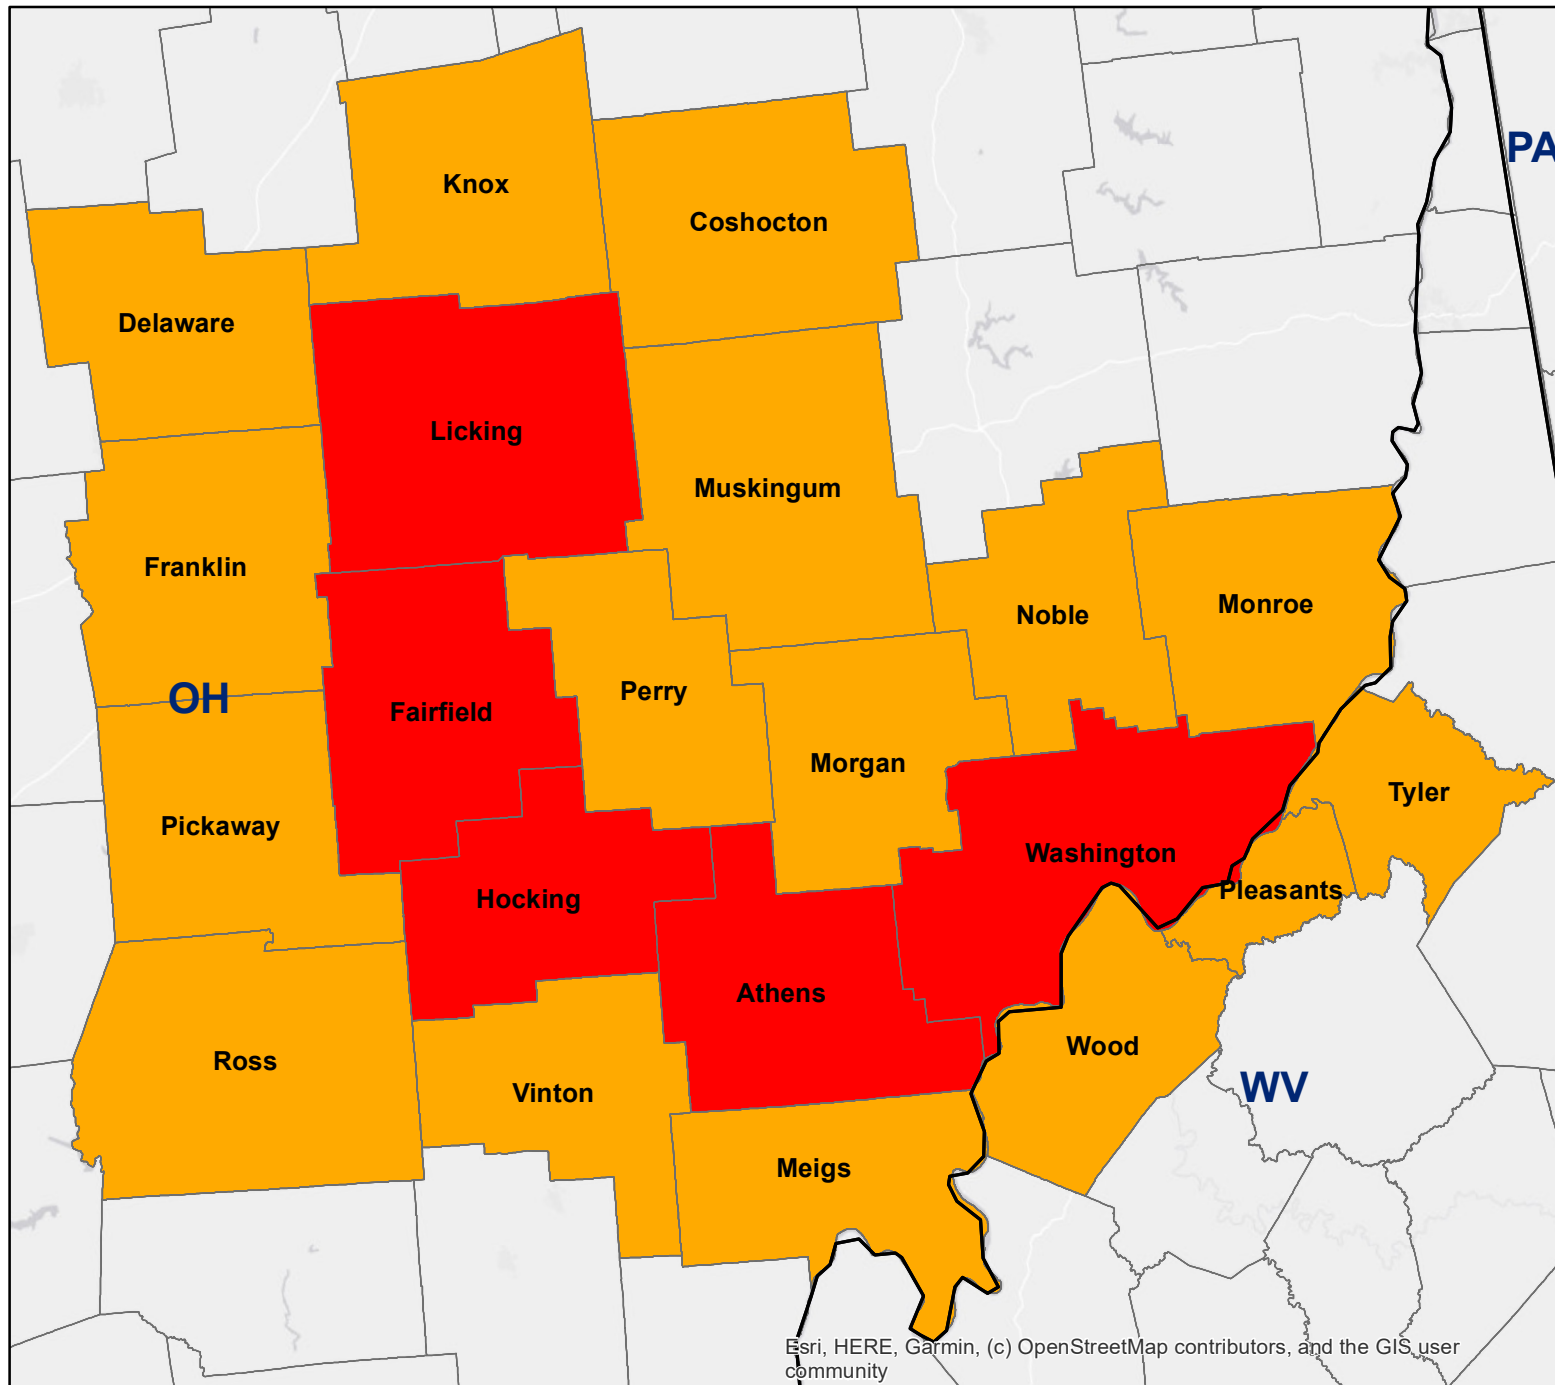 PA
Knox
Coshocton
Delaware
Licking
Muskingum
Franklin
Noble
Monroe
OH
Fairfield
Perry
Morgan
Tyler
Pickaway
Washington
Pleasants
Hocking
Athens
Ross
Vinton
Wood
WV
Meigs
Esri, HERE, Garmin, (c) OpenStreetMap contributors, and the GIS user
community